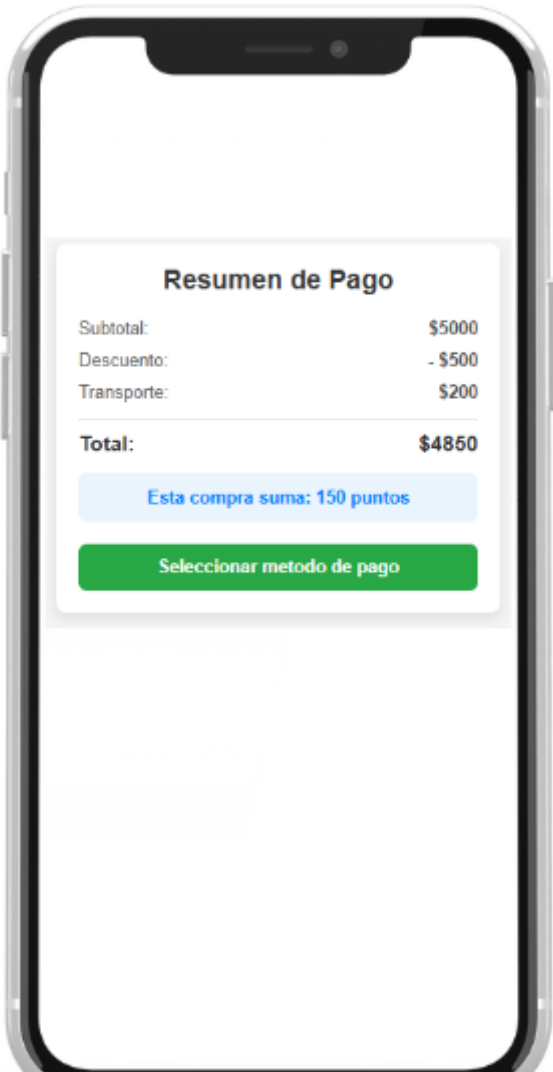 Resumen de Pago
Subtotal: $5000
Descuento: - $500
Transporte: $200
Total: $4850
Esta compra suma: 150 puntos
Seleccionar metodo de pago